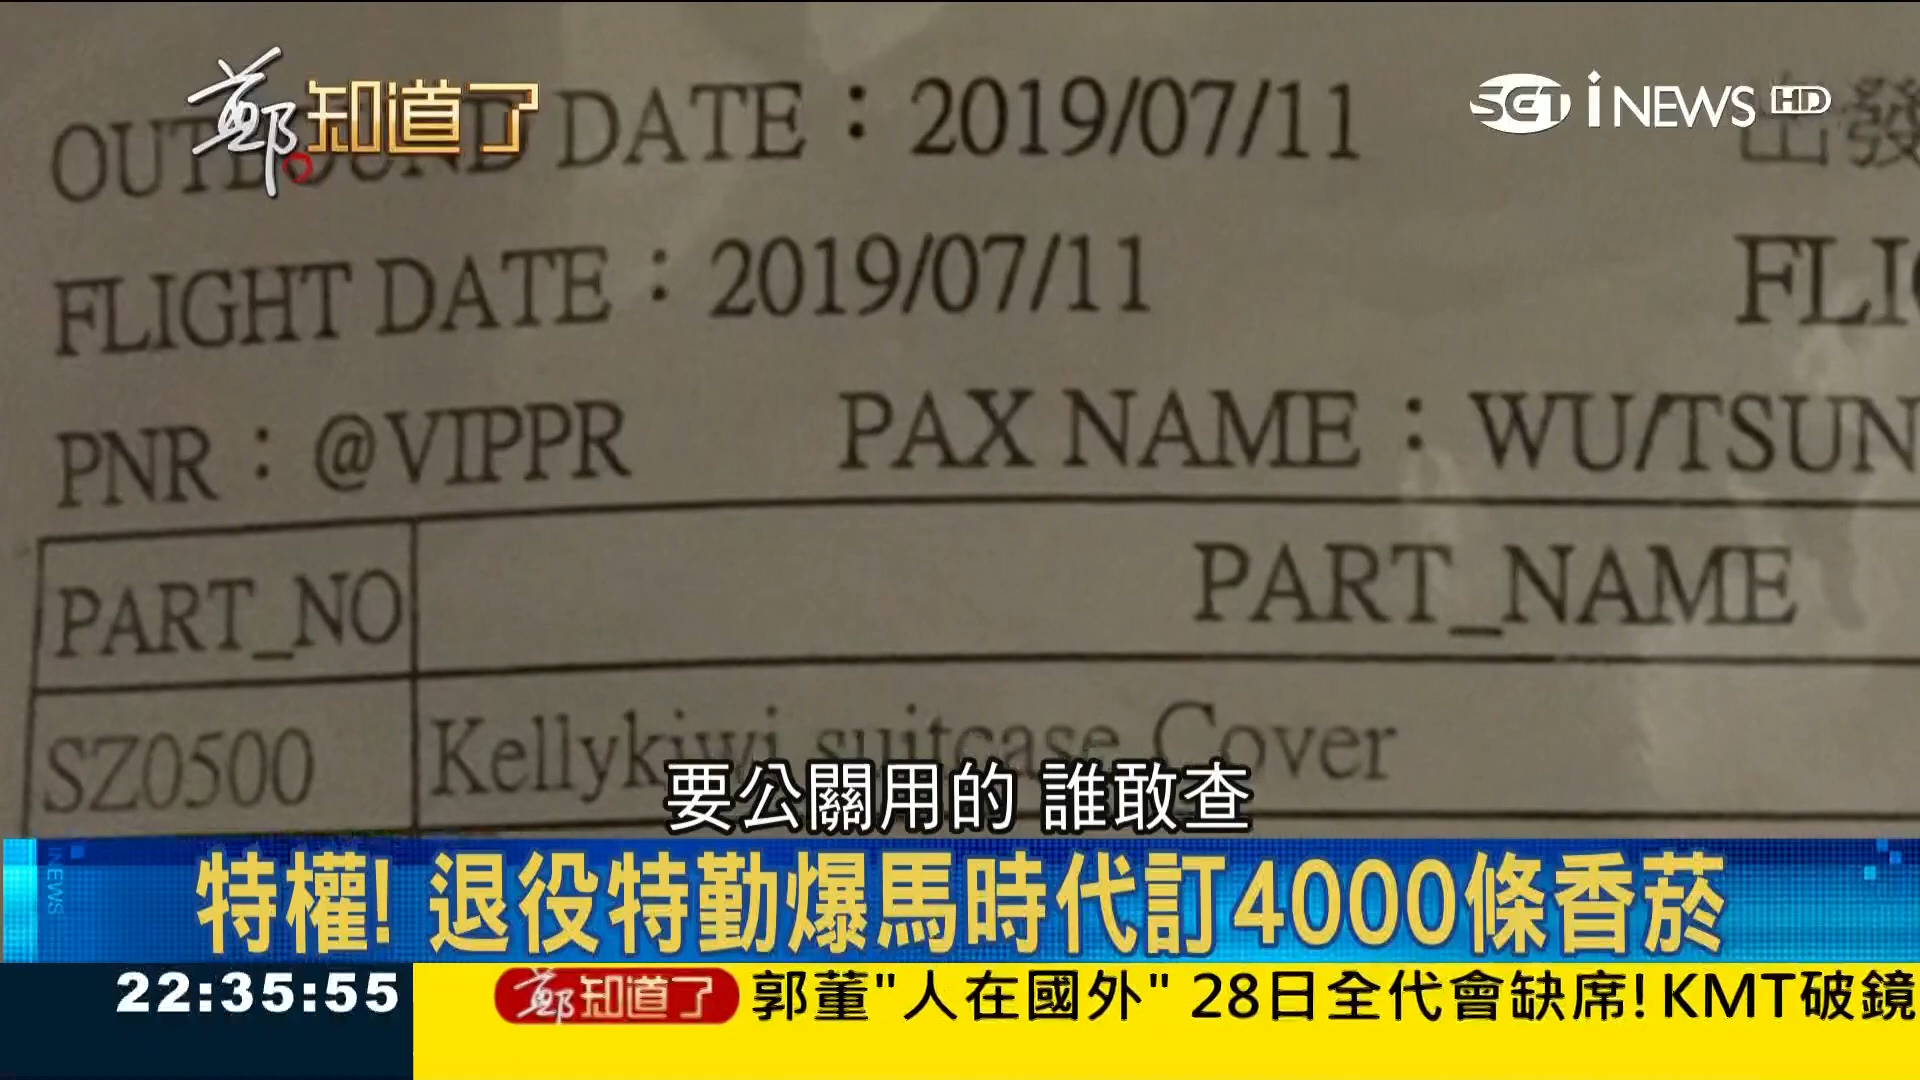 鄭知道了
SET iNEWS HD
OUTBOUND DATE：2019/07/11 出發
FLIGHT DATE：2019/07/11
PNR：@VIPPR PAX NAME：WU/TSUN
PART_NO PART_NAME
SZ0500 Kellykiwi suitcase Cover
要公關用的 誰敢查
特權! 退役特勤爆馬時代訂4000條香菸
iNEWS
22:35:55 鄭知道了 郭董"人在國外" 28日全代會缺席! KMT破鏡